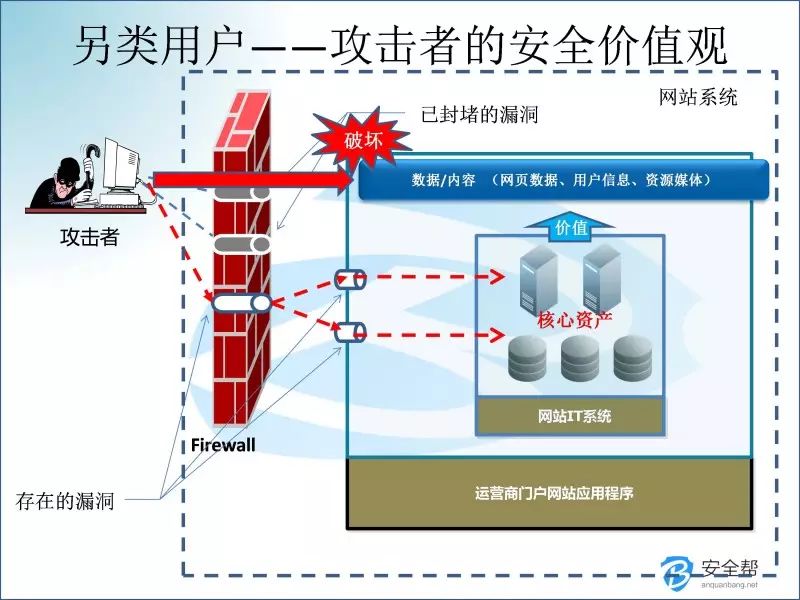 另类用户——攻击者的安全价值观
网站系统
已封堵的漏洞
破坏
数据/内容 （网页数据、用户信息、资源媒体）
攻击者
价值
核心资产
网站IT系统
Firewall
存在的漏洞
运营商门户网站应用程序
安全帮
anquanbang.net